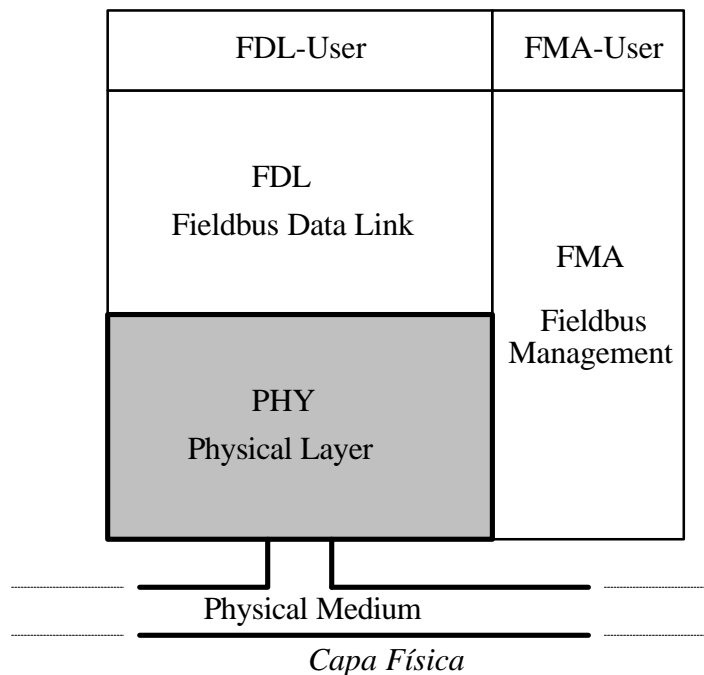 FDL-User
FMA-User
FDL
Fieldbus Data Link
FMA
Fieldbus
Management
PHY
Physical Layer
Physical Medium
Capa Física